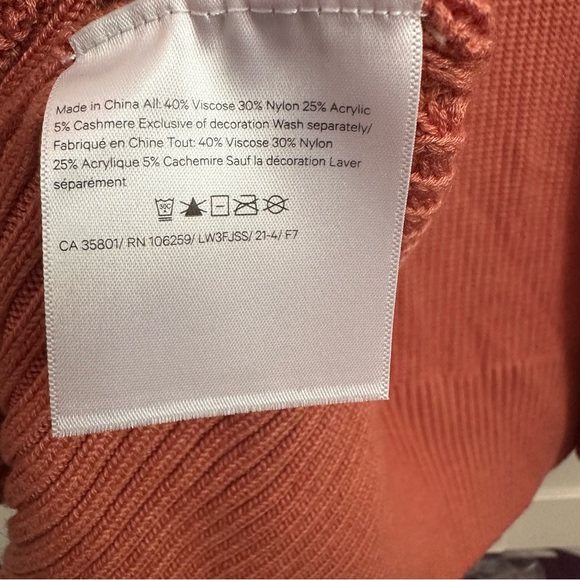 Made in China All: 40% Viscose 30% Nylon 25% Acrylic
5% Cashmere Exclusive of decoration Wash separately/
Fabriqué en Chine Tout: 40% Viscose 30% Nylon
25% Acrylique 5% Cachemire Sauf la décoration Laver
séparément
30C
CA 35801/ RN 106259/ LW3FJSS/ 21-4/ F7